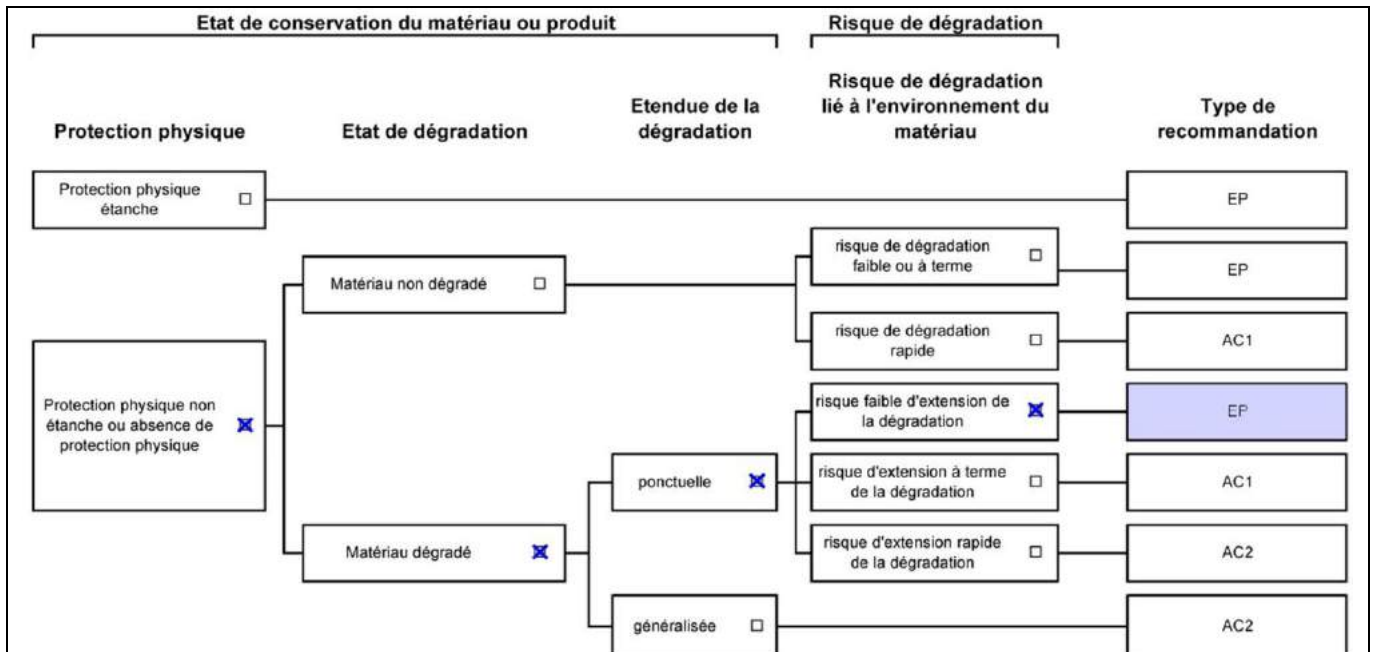 Etat de conservation du matériau ou produit
Risque de dégradation
Protection physique
Etat de dégradation
Etendue de la
dégradation
Risque de dégradation
lié à l'environnement du
matériau
Type de
recommandation
Protection physique
étanche
EP
risque de dégradation
faible ou à terme
EP
Matériau non dégradé
risque de dégradation
rapide
AC1
Protection physique non
étanche ou absence de
protection physique
risque faible d'extension de
la dégradation
EP
ponctuelle
risque d'extension à terme
de la dégradation
AC1
Matériau dégradé
risque d'extension rapide
de la dégradation
AC2
généralisée
AC2